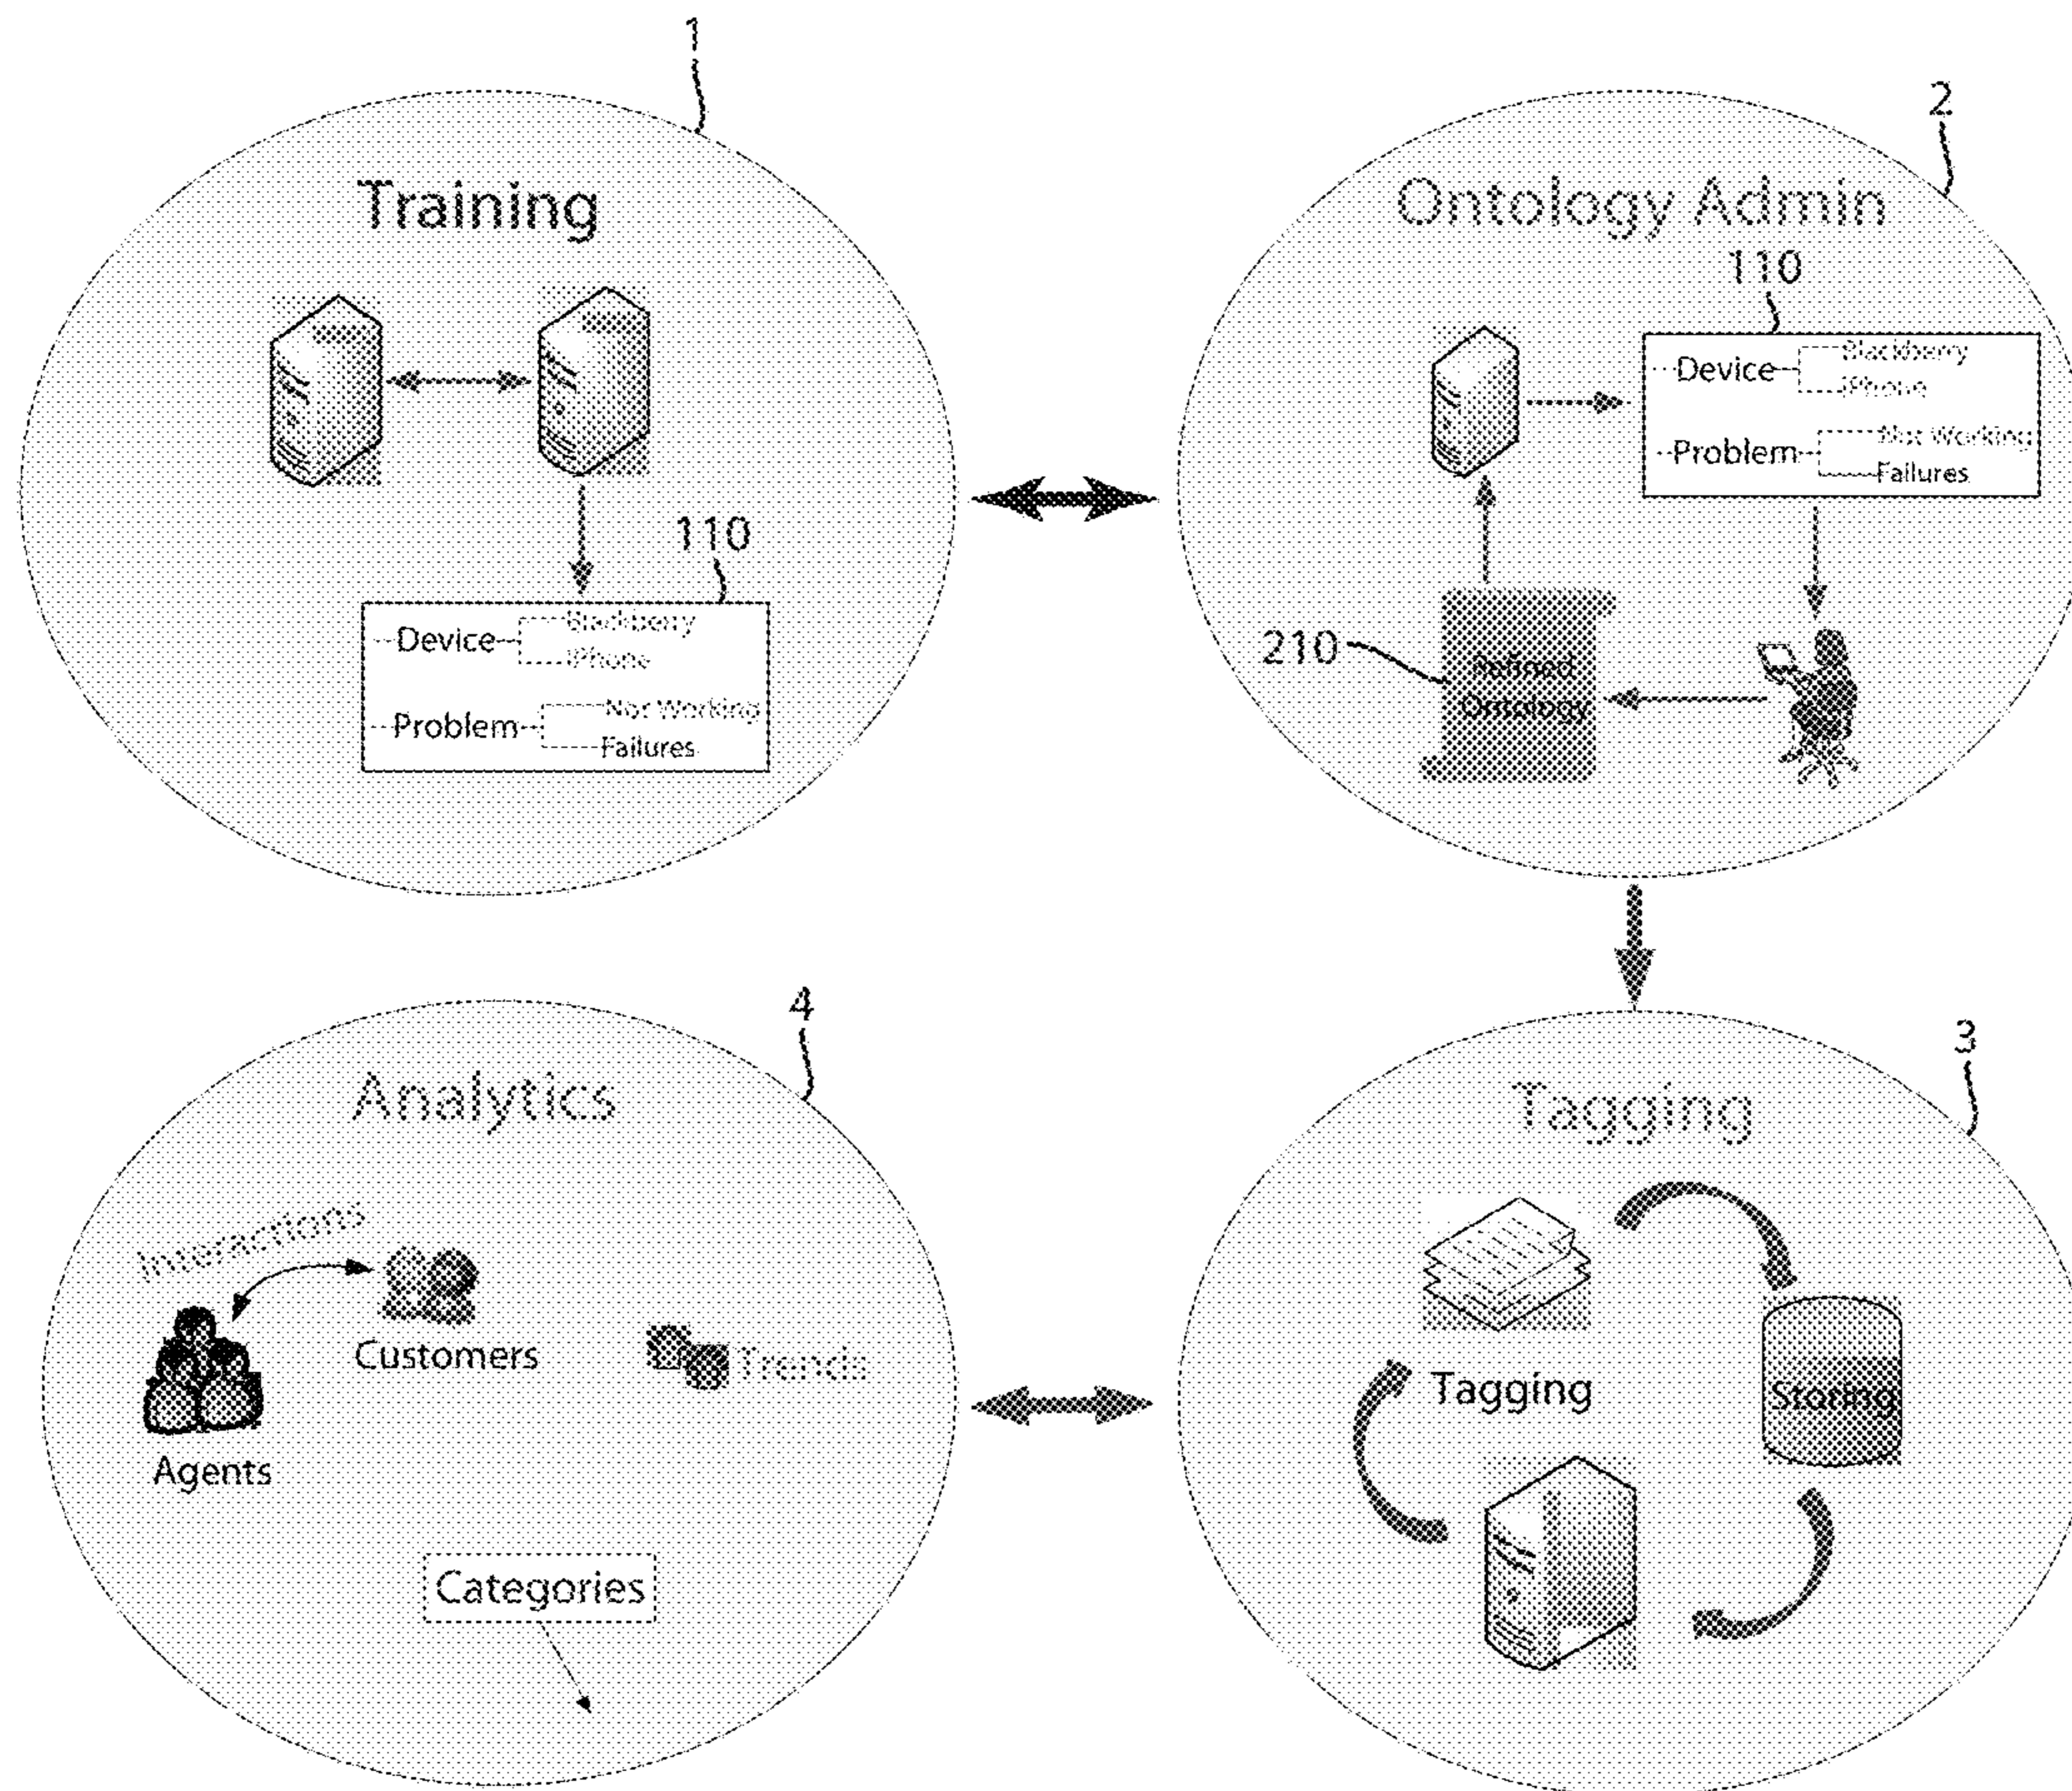 1
Training
110
Device
Blackberry
iPhone
Problem
Not Working
Failures
2
Ontology Admin
110
Device
Blackberry
iPhone
Problem
Not Working
Failures
210
Refined
Ontology
4
Analytics
Interactions
Customers
Trends
Agents
Categories
3
Tagging
Tagging
Storing